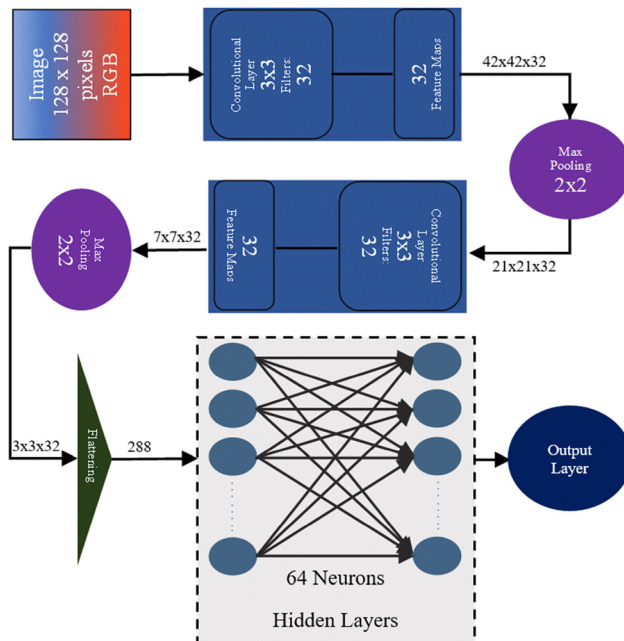 Image
128 x 128
pixels
RGB
Convolutional
Layer
3x3
Filters:
32
32
Feature Maps
42x42x32
Max
Pooling
2x2
21x21x32
Convolutional
Layer
3x3
Filters:
32
32
Feature Maps
7x7x32
Max
Pooling
2x2
3x3x32
Flattening
288
64 Neurons
Hidden Layers
Output
Layer